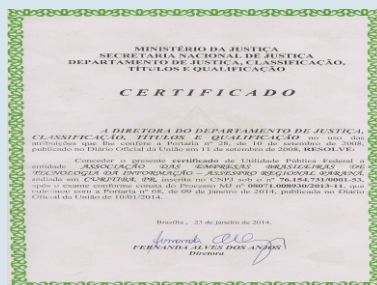 MINISTÉRIO DA JUSTIÇA
SECRETARIA NACIONAL DE JUSTIÇA
DEPARTAMENTO DE JUSTIÇA, CLASSIFICAÇÃO,
TÍTULOS E QUALIFICAÇÃO
CERTIFICADO
A DIRETORA DO DEPARTAMENTO DE JUSTIÇA,
CLASSIFICAÇÃO, TÍTULOS E QUALIFICAÇÃO no uso das
atribuições que lhe confere a Portaria nº 28, de 10 de setembro de 2008,
publicado no Diário Oficial da União em 11 de setembro de 2008, RESOLVE:
Conceder o presente certificado de Utilidade Pública Federal a
entidade ASSOCIAÇÃO DAS EMPRESAS BRASILEIRAS DE
TECNOLOGIA DA INFORMAÇÃO - ASSESPRO REGIONAL PARANÁ,
sediada em CURITIBA, PR, inscrita no CNPJ sob o nº 76.154.731/0001-53,
após o exame conforme consta do Processo MJ nº 08071.008930/2013-11, que
culminou com a Portaria nº 68, de 09 de janeiro de 2014, publicada no Diário
Oficial da União de 10/01/2014.
Brasília, 23 de janeiro de 2014.
FERNANDA ALVES DOS ANJOS
Diretora